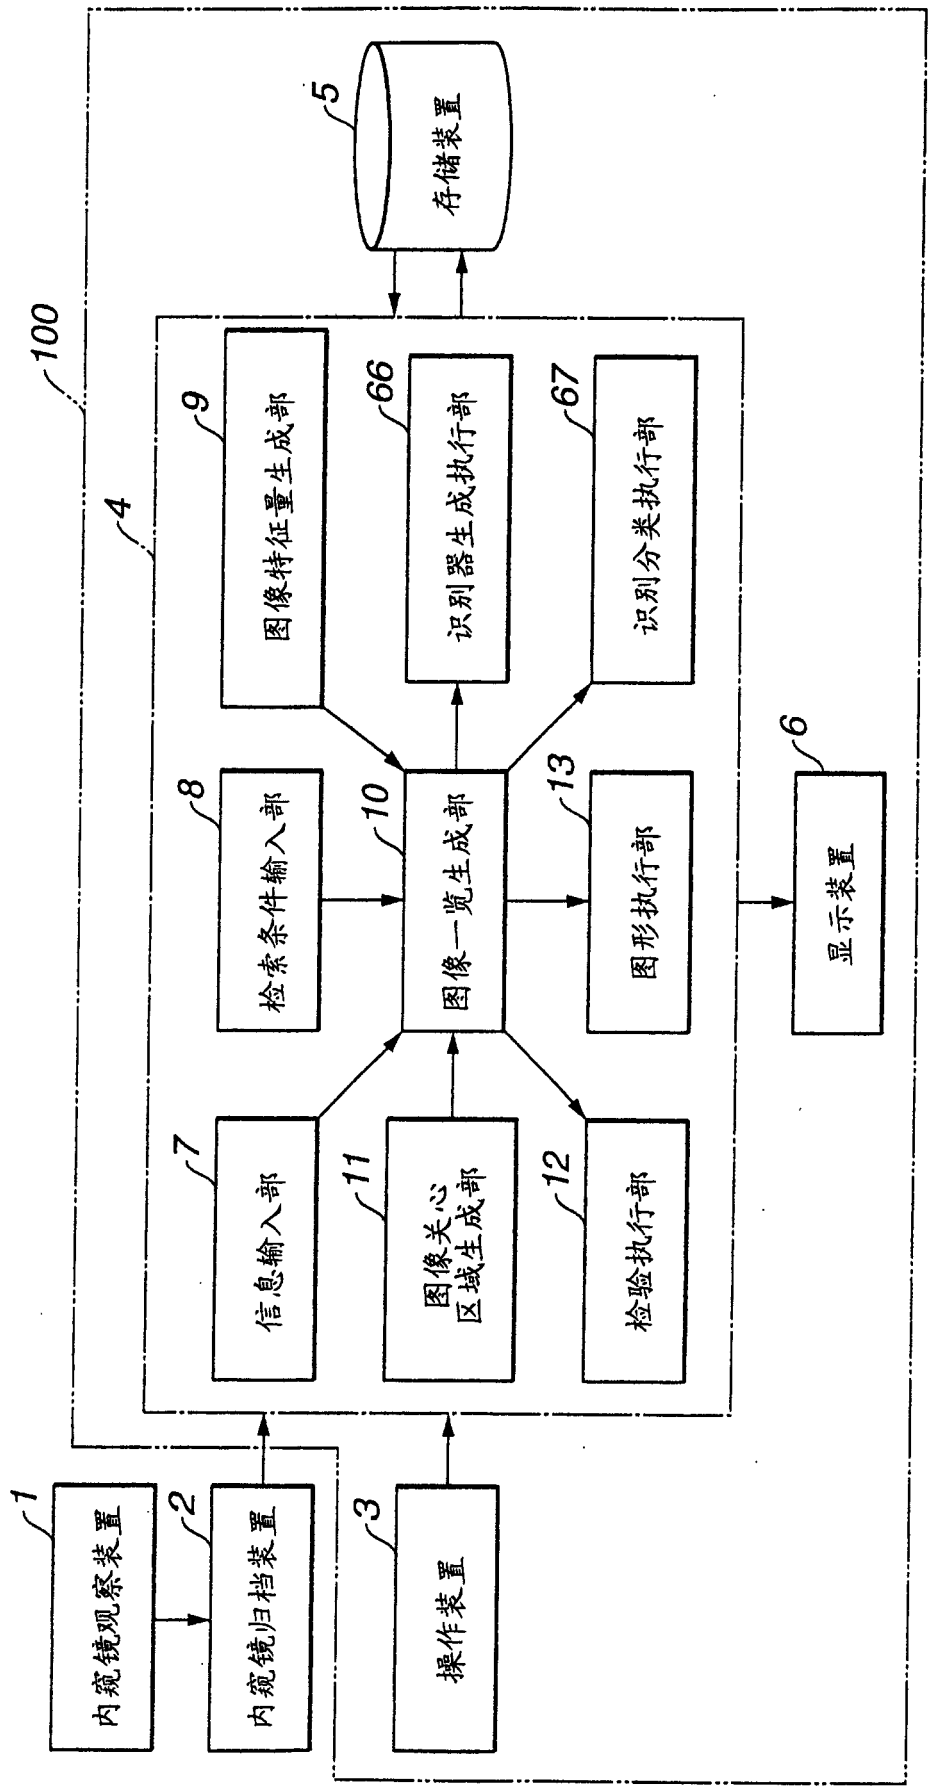 100
1
内窥镜观察装置
2
内窥镜归档装置
3
操作装置
4
7
信息输入部
8
检索条件输入部
9
图像特征量生成部
11
图像关心
区域生成部
10
图像一览生成部
66
识别器生成执行部
12
检验执行部
13
图形执行部
67
识别分类执行部
5
存储装置
6
显示装置